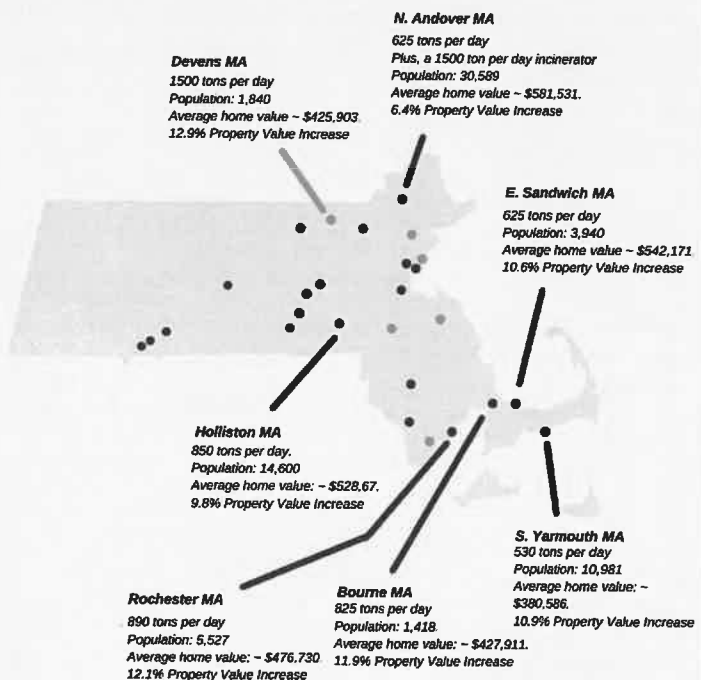 N. Andover MA
625 tons per day
Plus, a 1500 ton per day incinerator
Population: 30,589
Average home value ~ $581,531.
6.4% Property Value Increase
Devens MA
1500 tons per day
Population: 1,840
Average home value ~ $425,903
12.9% Property Value Increase
E. Sandwich MA
625 tons per day
Population: 3,940
Average home value ~ $542,171
10.6% Property Value Increase
Holliston MA
850 tons per day.
Population: 14,600
Average home value: ~ $528,67.
9.8% Property Value Increase
S. Yarmouth MA
530 tons per day
Population: 10,981
Average home value: ~
$380,586.
10.9% Property Value Increase
Rochester MA
890 tons per day
Population: 5,527
Average home value: ~ $476,730
12.1% Property Value Increase
Bourne MA
825 tons per day
Population: 1,418.
Average home value: ~ $427,911.
11.9% Property Value Increase